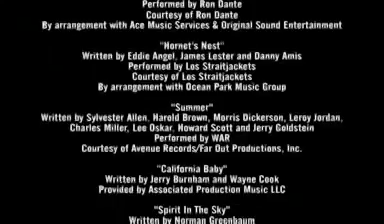 Performed by Ron Dante
Courtesy of Ron Dante
By arrangement with Ace Music Services & Original Sound Entertainment
"Hornet's Nest"
Written by Eddie Angel, James Lester and Danny Amis
Performed by Los Straitjackets
Courtesy of Los Straitjackets
By arrangement with Ocean Park Music Group
"Summer"
Written by Sylvester Allen, Harold Brown, Morris Dickerson, Leroy Jordan,
Charles Miller, Lee Oskar, Howard Scott and Jerry Goldstein
Performed by WAR
Courtesy of Avenue Records/Far Out Productions, Inc.
"California Baby"
Written by Jerry Burnham and Wayne Cook
Provided by Associated Production Music LLC
"Spirit In The Sky"
Written by Norman Greenbaum